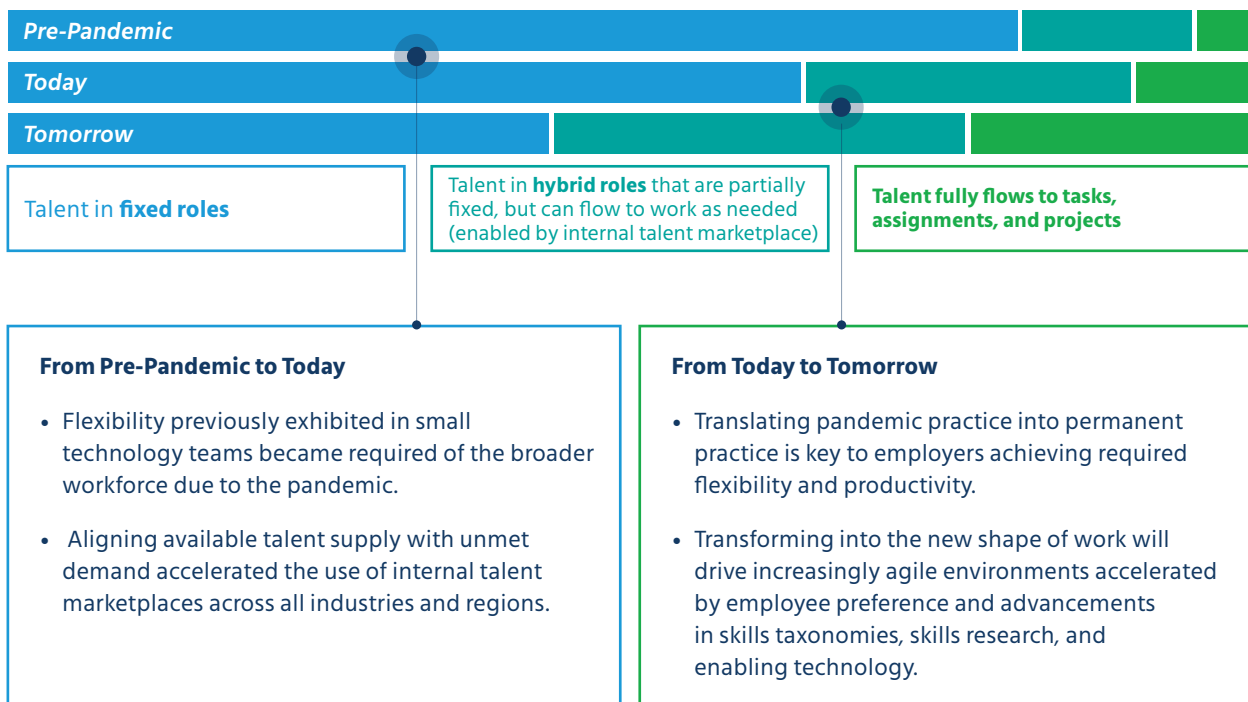 Pre-Pandemic
Today
Tomorrow
Talent in fixed roles
Talent in hybrid roles that are partially
fixed, but can flow to work as needed
(enabled by internal talent marketplace)
Talent fully flows to tasks,
assignments, and projects
From Pre-Pandemic to Today
• Flexibility previously exhibited in small
technology teams became required of the broader
workforce due to the pandemic.
• Aligning available talent supply with unmet
demand accelerated the use of internal talent
marketplaces across all industries and regions.
From Today to Tomorrow
• Translating pandemic practice into permanent
practice is key to employers achieving required
flexibility and productivity.
• Transforming into the new shape of work will
drive increasingly agile environments accelerated
by employee preference and advancements
in skills taxonomies, skills research, and
enabling technology.